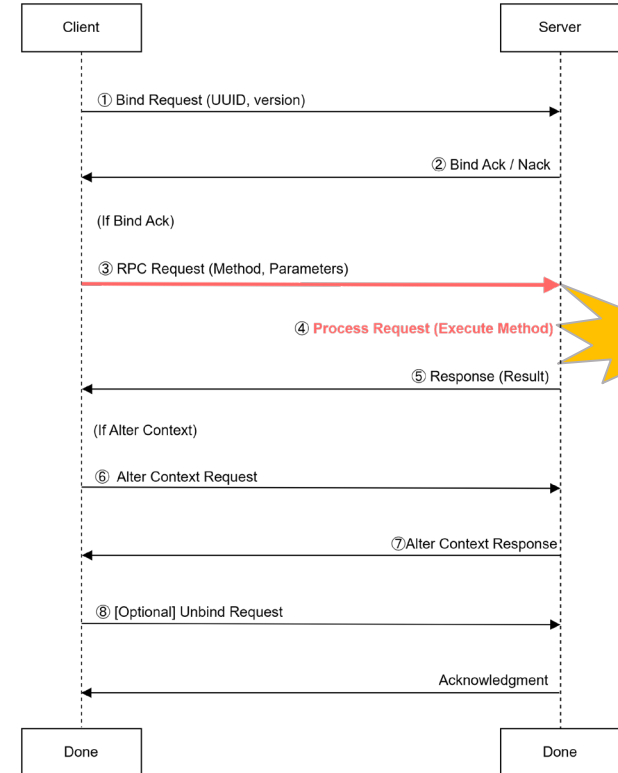 Client
Server
① Bind Request (UUID, version)
② Bind Ack / Nack
(If Bind Ack)
③ RPC Request (Method, Parameters)
④ Process Request (Execute Method)
⑤ Response (Result)
(If Alter Context)
⑥ Alter Context Request
⑦Alter Context Response
⑧ [Optional] Unbind Request
Acknowledgment
Done
Done